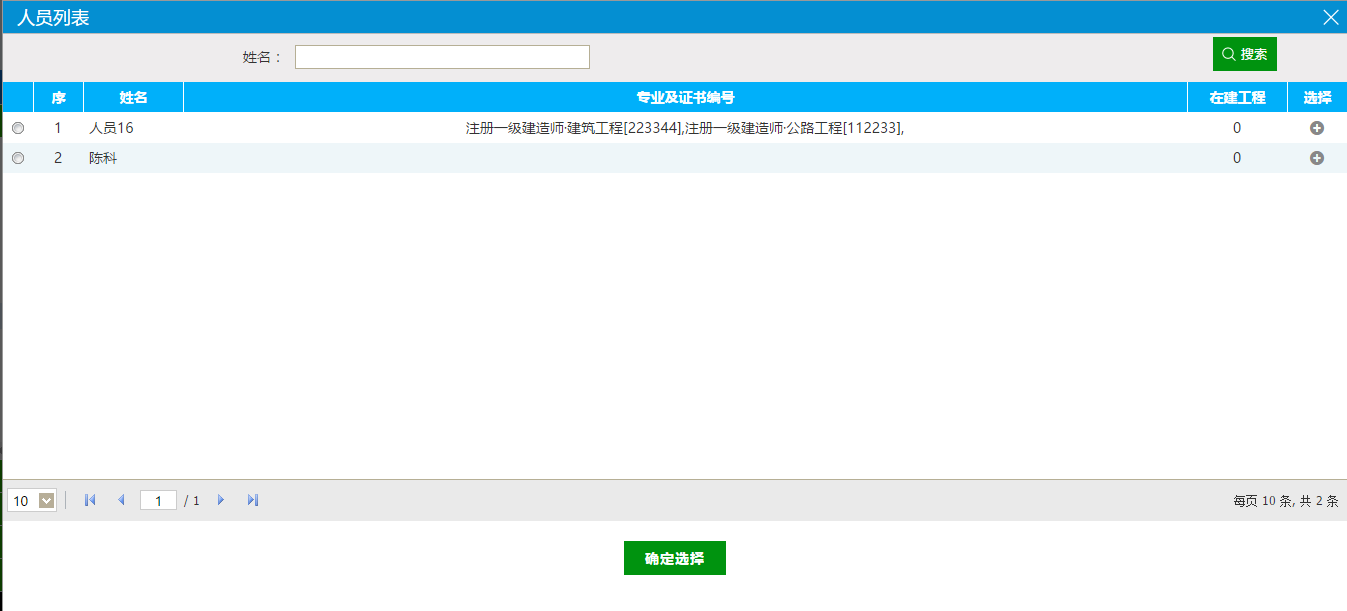 人员列表
姓名： 搜索
序 姓名 专业及证书编号 在建工程 选择
1 人员16 注册一级建造师·建筑工程[223344],注册一级建造师·公路工程[112233], 0
2 陈科 0
10 1 / 1 每页 10 条, 共 2 条
确定选择